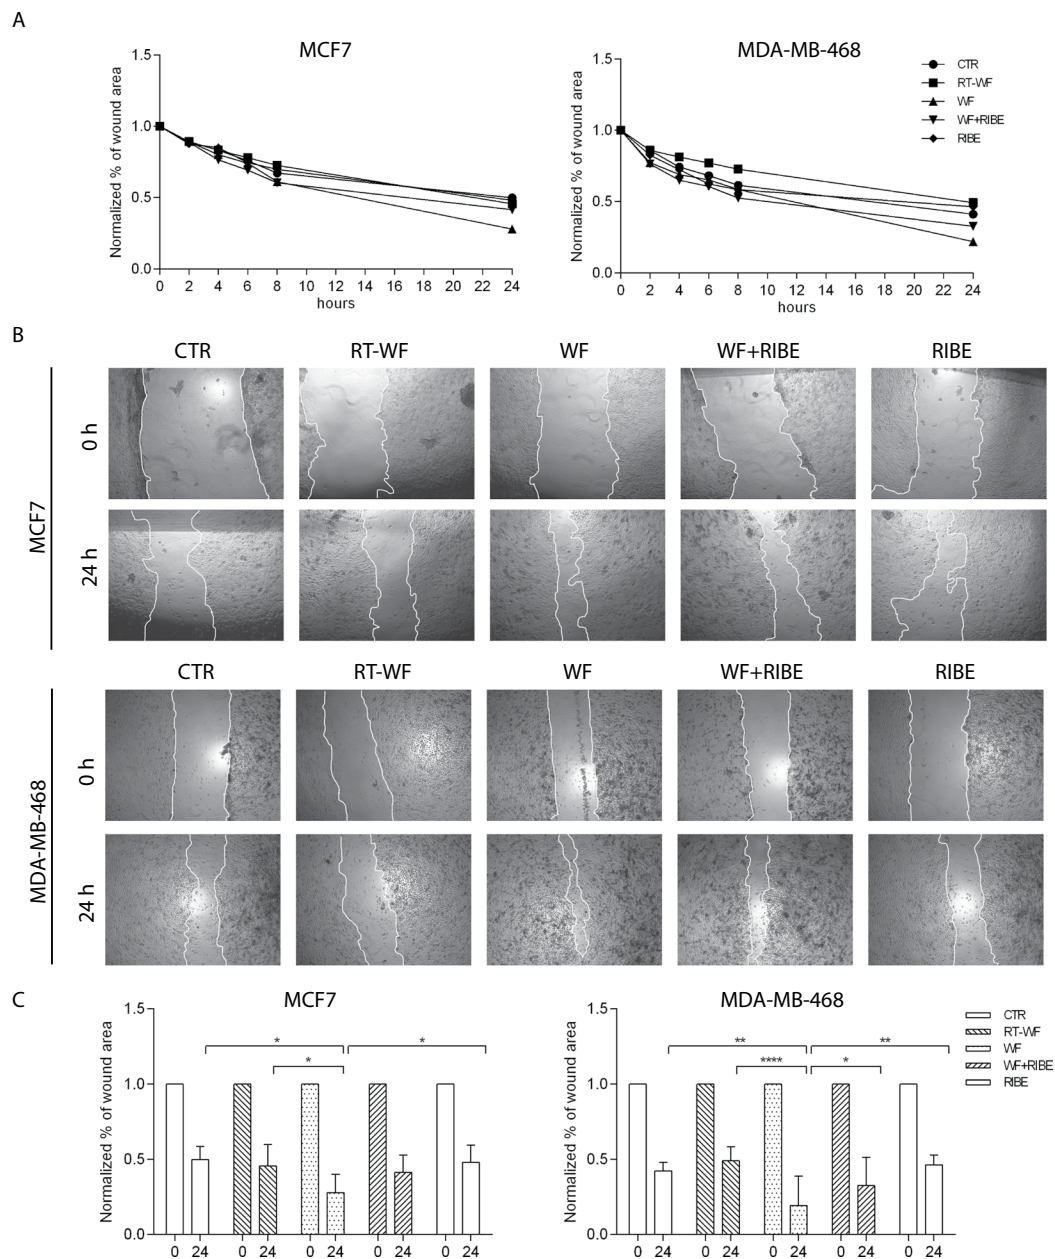 A
MCF7
MDA-MB-468
1.5
1.0
0.5
0.0
Normalized % of wound area
0 2 4 6 8 10 12 14 16 18 20 22 24
hours
1.5
1.0
0.5
0.0
Normalized % of wound area
0 2 4 6 8 10 12 14 16 18 20 22 24
hours
CTR
RT-WF
WF
WF+RIBE
RIBE
B
CTR RT-WF WF WF+RIBE RIBE
MCF7
0 h
24 h
CTR RT-WF WF WF+RIBE RIBE
MDA-MB-468
0 h
24 h
C
MCF7
MDA-MB-468
1.5
1.0
0.5
0.0
Normalized % of wound area
* *
*
0 24 0 24 0 24 0 24 0 24
1.5
1.0
0.5
0.0
Normalized % of wound area
** **
**** *
0 24 0 24 0 24 0 24 0 24
CTR
RT-WF
WF
WF+RIBE
RIBE